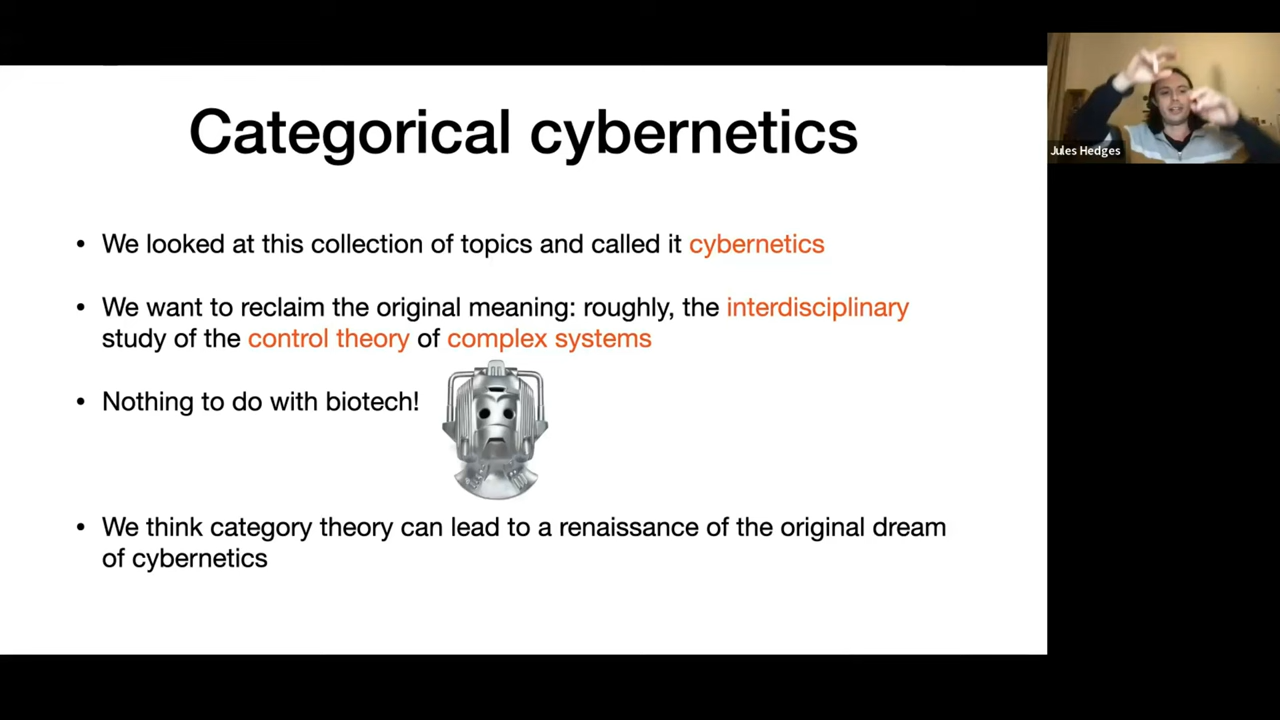 Categorical cybernetics
Jules Hedges
• We looked at this collection of topics and called it cybernetics
• We want to reclaim the original meaning: roughly, the interdisciplinary
study of the control theory of complex systems
• Nothing to do with biotech!
• We think category theory can lead to a renaissance of the original dream
of cybernetics